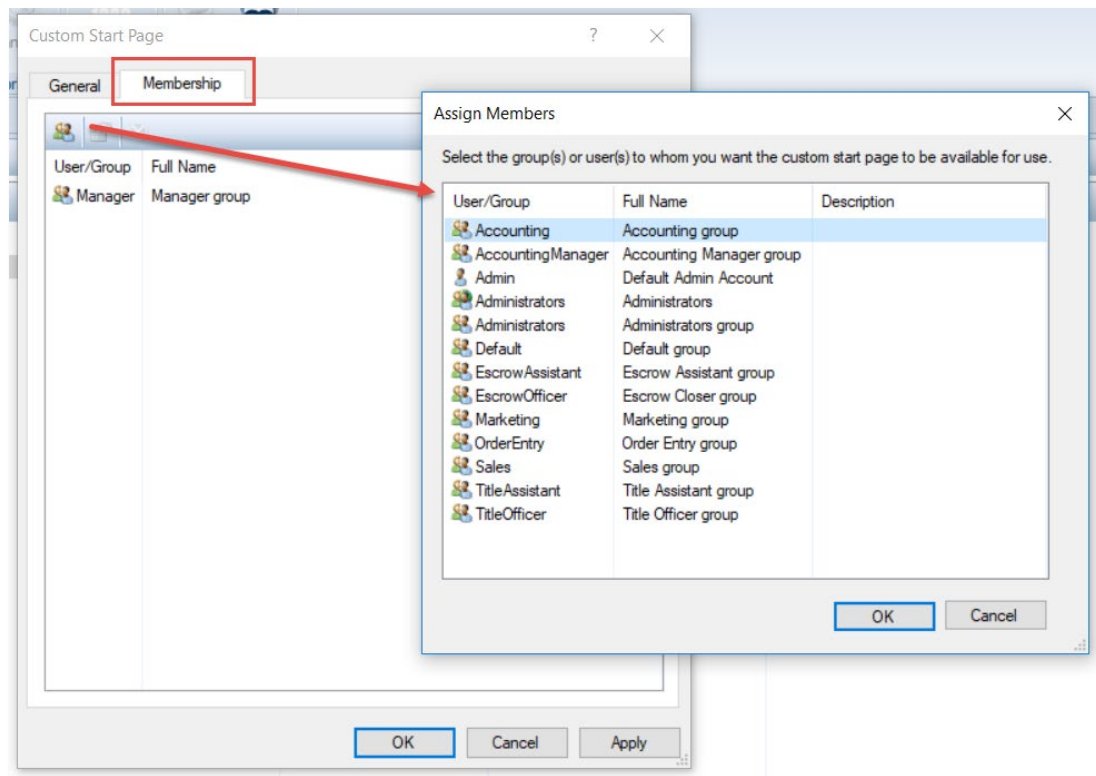 Custom Start Page
General Membership
User/Group Full Name
Manager Manager group
OK Cancel Apply
Assign Members
Select the group(s) or user(s) to whom you want the custom start page to be available for use.
User/Group Full Name Description
Accounting Accounting group
AccountingManager Accounting Manager group
Admin Default Admin Account
Administrators Administrators
Administrators Administrators group
Default Default group
EscrowAssistant Escrow Assistant group
EscrowOfficer Escrow Closer group
Marketing Marketing group
OrderEntry Order Entry group
Sales Sales group
TitleAssistant Title Assistant group
TitleOfficer Title Officer group
OK Cancel